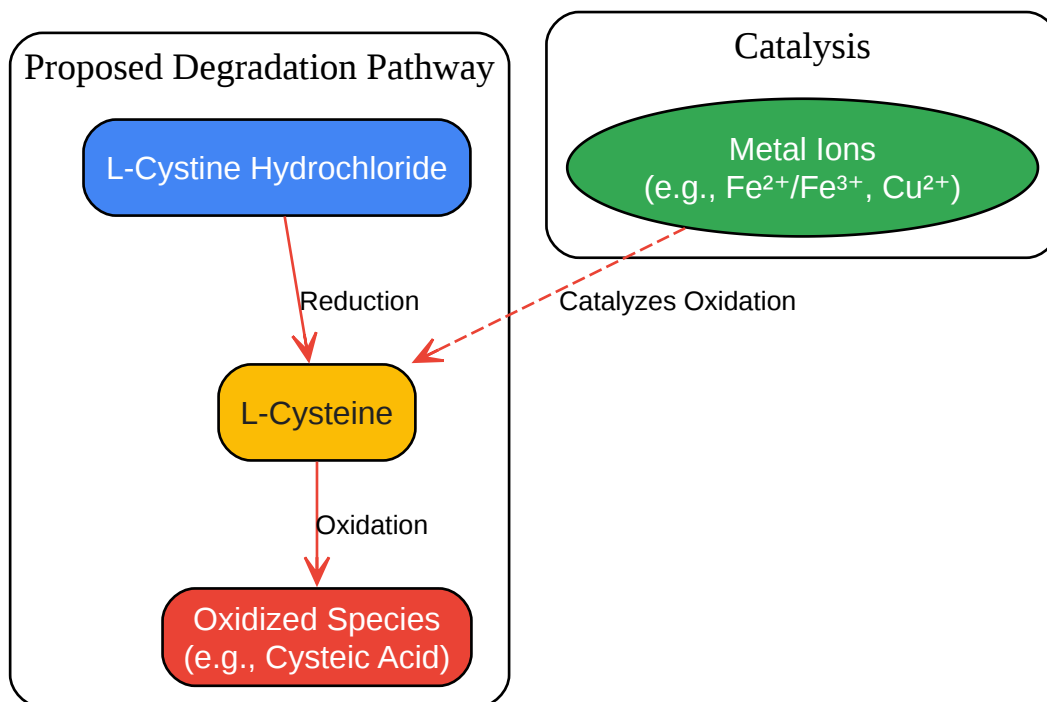 Proposed Degradation Pathway
L-Cystine Hydrochloride
Reduction
L-Cysteine
Oxidation
Oxidized Species
(e.g., Cysteic Acid)
Catalysis
Metal Ions
(e.g., Fe²⁺/Fe³⁺, Cu²⁺)
Catalyzes Oxidation